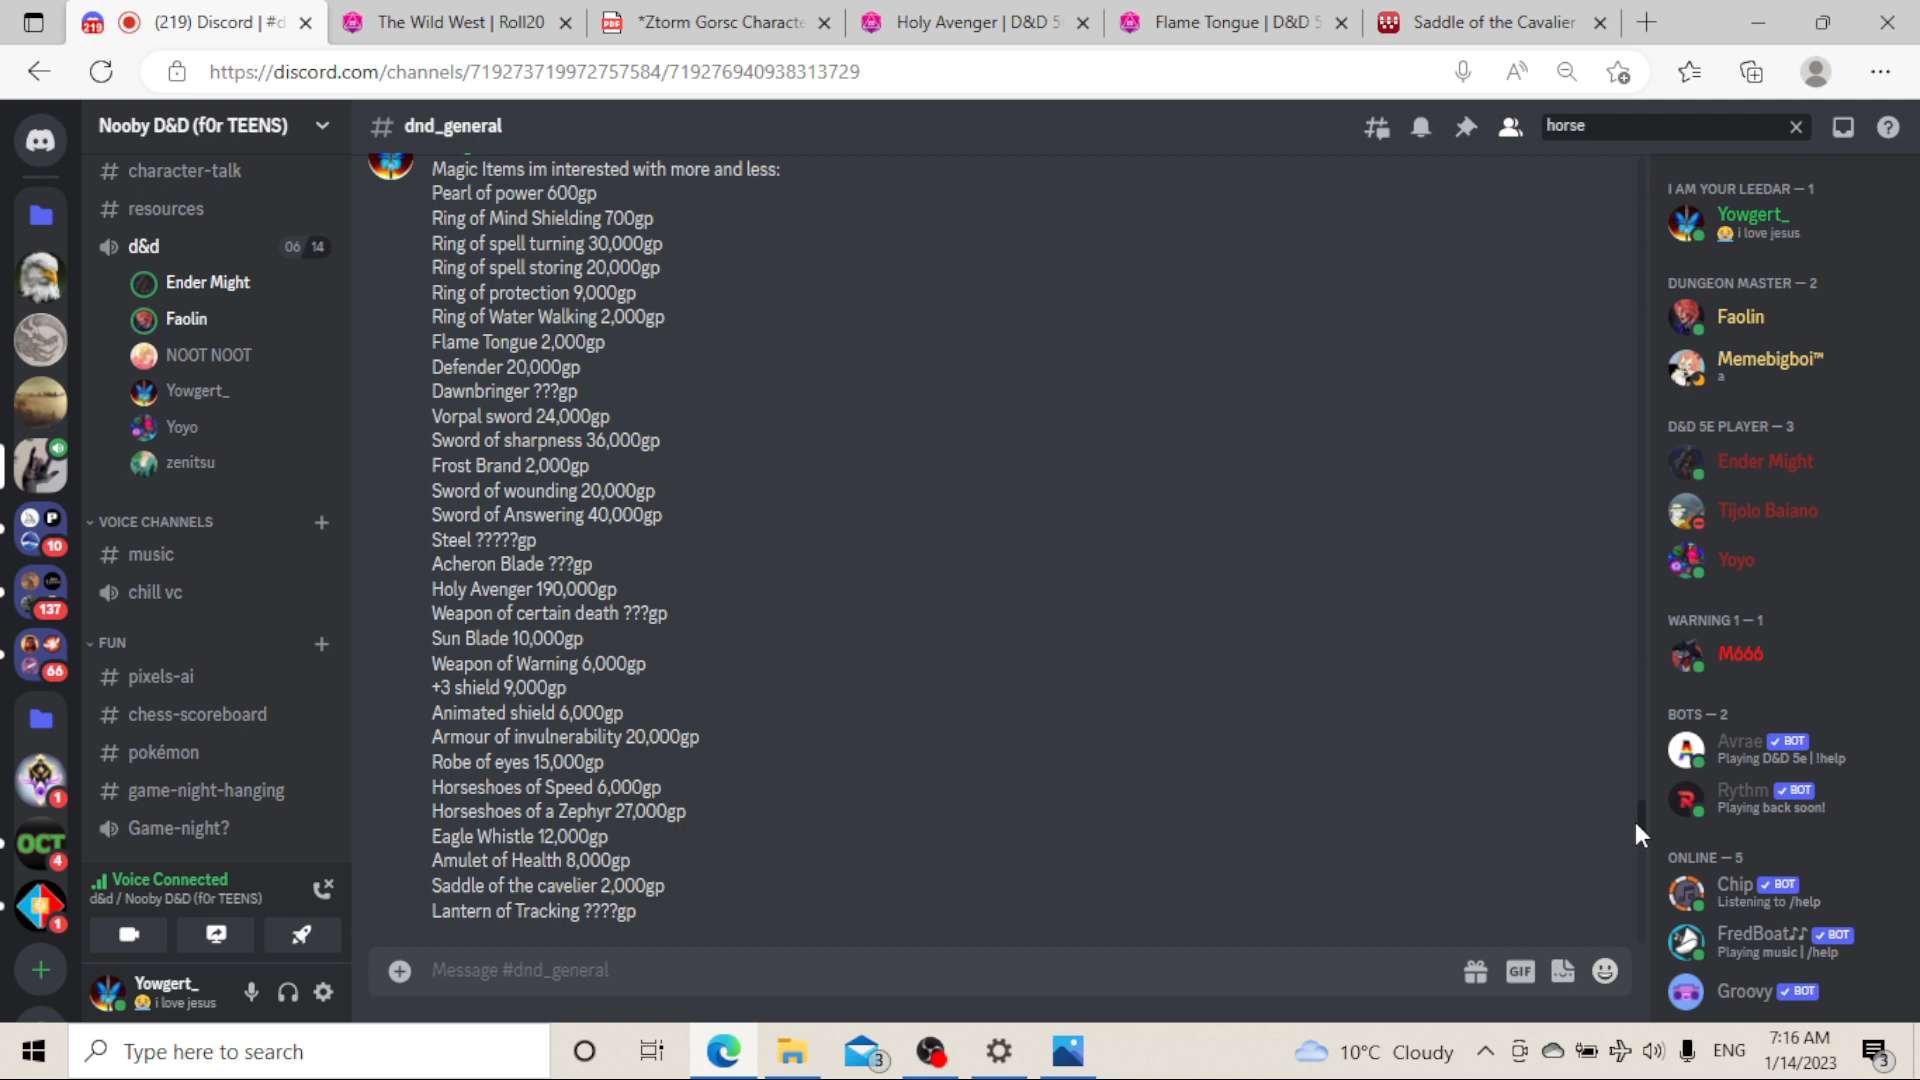 219
(219) Discord | #d
The Wild West | Roll20
*Ztorm Gorsc Characte
Holy Avenger | D&D 5
Flame Tongue | D&D 5
Saddle of the Cavalier
https://discord.com/channels/719273719972757584/719276940938313729
Nooby D&D (f0r TEENS)
dnd_general
horse
# character-talk
# resources
d&d
06 14
Ender Might
Faolin
NOOT NOOT
Yowgert_
Yoyo
zenitsu
VOICE CHANNELS
# music
chill vc
FUN
# pixels-ai
# chess-scoreboard
# pokémon
# game-night-hanging
Game-night?
Voice Connected
d&d / Nooby D&D (f0r TEENS)
Yowgert_
i love jesus
10
137
66
1
OCT
4
1
Magic Items im interested with more and less:
Pearl of power 600gp
Ring of Mind Shielding 700gp
Ring of spell turning 30,000gp
Ring of spell storing 20,000gp
Ring of protection 9,000gp
Ring of Water Walking 2,000gp
Flame Tongue 2,000gp
Defender 20,000gp
Dawnbringer ???gp
Vorpal sword 24,000gp
Sword of sharpness 36,000gp
Frost Brand 2,000gp
Sword of wounding 20,000gp
Sword of Answering 40,000gp
Steel ?????gp
Acheron Blade ???gp
Holy Avenger 190,000gp
Weapon of certain death ???gp
Sun Blade 10,000gp
Weapon of Warning 6,000gp
+3 shield 9,000gp
Animated shield 6,000gp
Armour of invulnerability 20,000gp
Robe of eyes 15,000gp
Horseshoes of Speed 6,000gp
Horseshoes of a Zephyr 27,000gp
Eagle Whistle 12,000gp
Amulet of Health 8,000gp
Saddle of the cavelier 2,000gp
Lantern of Tracking ????gp
Message #dnd_general
GIF
I AM YOUR LEEDAR — 1
Yowgert_
i love jesus
DUNGEON MASTER — 2
Faolin
Memebigboi™
a
D&D 5E PLAYER — 3
Ender Might
Tijolo Baiano
Yoyo
WARNING 1 — 1
M666
BOTS — 2
Avrae ✓ BOT
Playing D&D 5e | !help
Rythm ✓ BOT
Playing back soon!
ONLINE — 5
Chip ✓ BOT
Listening to /help
FredBoat♪♪ ✓ BOT
Playing music | /help
Groovy ✓ BOT
Type here to search
3
10°C Cloudy
ENG
7:16 AM
1/14/2023
3